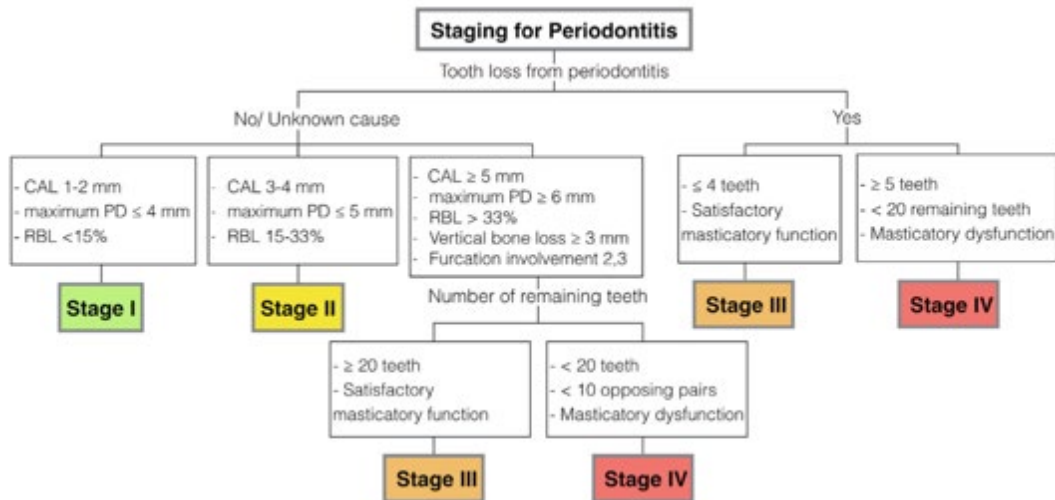 Staging for Periodontitis
Tooth loss from periodontitis
No/ Unknown cause
Yes
- CAL 1-2 mm
- maximum PD ≤ 4 mm
- RBL <15%
- CAL 3-4 mm
- maximum PD ≤ 5 mm
- RBL 15-33%
- CAL ≥ 5 mm
- maximum PD ≥ 6 mm
- RBL > 33%
- Vertical bone loss ≥ 3 mm
- Furcation involvement 2,3
- ≤ 4 teeth
- Satisfactory
masticatory function
- ≥ 5 teeth
- < 20 remaining teeth
- Masticatory dysfunction
Stage I
Stage II
Number of remaining teeth
Stage III
Stage IV
- ≥ 20 teeth
- Satisfactory
masticatory function
- < 20 teeth
- < 10 opposing pairs
- Masticatory dysfunction
Stage III
Stage IV